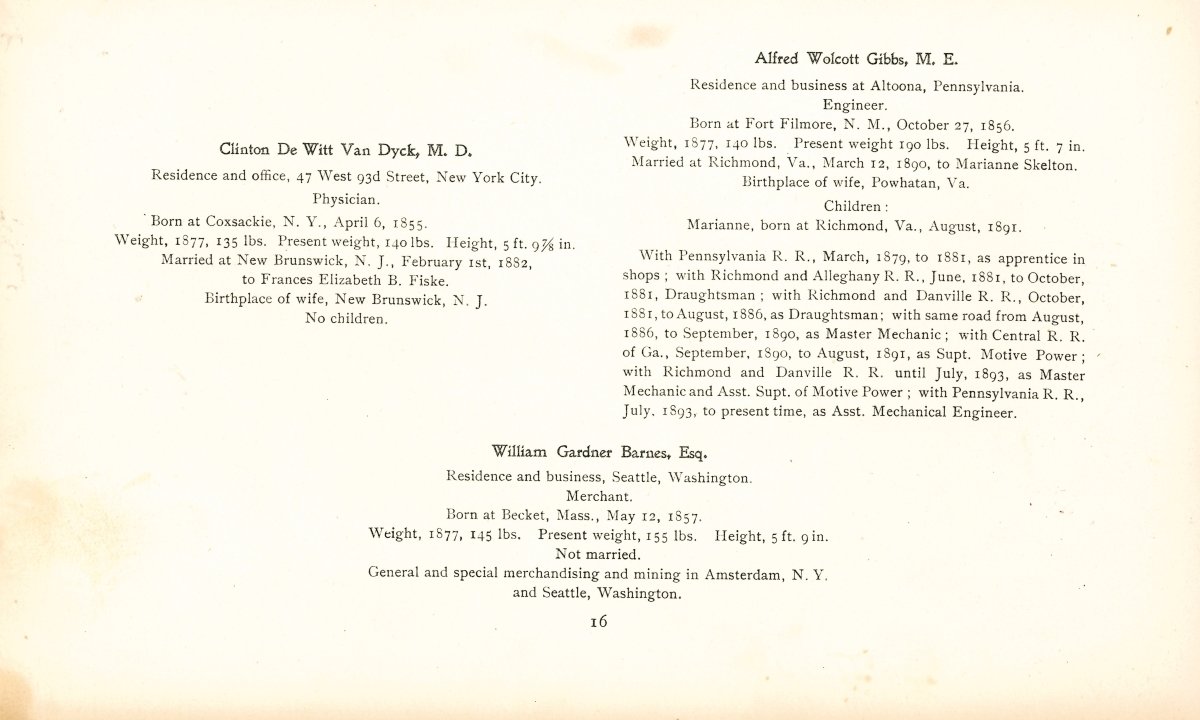 Clinton De Witt Van Dyck, M. D.
Residence and office, 47 West 93d Street, New York City.
Physician.
Born at Coxsackie, N. Y., April 6, 1855.
Weight, 1877, 135 lbs. Present weight, 140 lbs. Height, 5 ft. 9⅞ in.
Married at New Brunswick, N. J., February 1st, 1882,
to Frances Elizabeth B. Fiske.
Birthplace of wife, New Brunswick, N. J.
No children.
Alfred Wolcott Gibbs, M. E.
Residence and business at Altoona, Pennsylvania.
Engineer.
Born at Fort Filmore, N. M., October 27, 1856.
Weight, 1877, 140 lbs. Present weight 190 lbs. Height, 5 ft. 7 in.
Married at Richmond, Va., March 12, 1890, to Marianne Skelton.
Birthplace of wife, Powhatan, Va.
Children :
Marianne, born at Richmond, Va., August, 1891.
With Pennsylvania R. R., March, 1879, to 1881, as apprentice in
shops ; with Richmond and Alleghany R. R., June, 1881, to October,
1881, Draughtsman ; with Richmond and Danville R. R., October,
1881, to August, 1886, as Draughtsman; with same road from August,
1886, to September, 1890, as Master Mechanic ; with Central R. R.
of Ga., September, 1890, to August, 1891, as Supt. Motive Power ;
with Richmond and Danville R. R. until July, 1893, as Master
Mechanic and Asst. Supt. of Motive Power ; with Pennsylvania R. R.,
July, 1893, to present time, as Asst. Mechanical Engineer.
William Gardner Barnes, Esq.
Residence and business, Seattle, Washington.
Merchant.
Born at Becket, Mass., May 12, 1857.
Weight, 1877, 145 lbs. Present weight, 155 lbs. Height, 5 ft. 9 in.
Not married.
General and special merchandising and mining in Amsterdam, N. Y.
and Seattle, Washington.
16